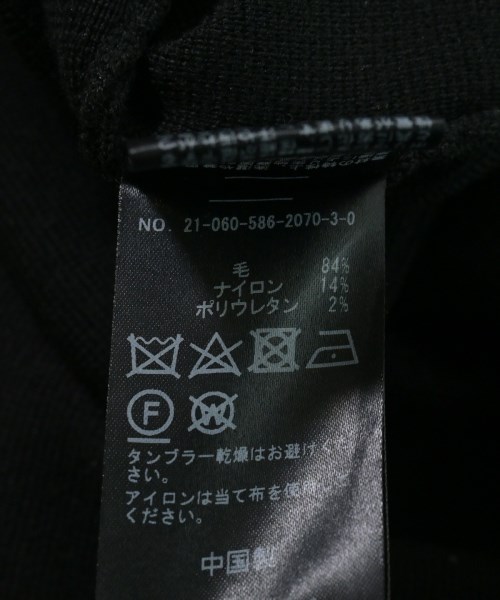 NO. 21-060-586-2070-3-0
毛 84%
ナイロン 14%
ポリウレタン 2%
F W
タンブラー乾燥はお避けくだ
さい。
アイロンは当て布を使用して
ください。
中国製